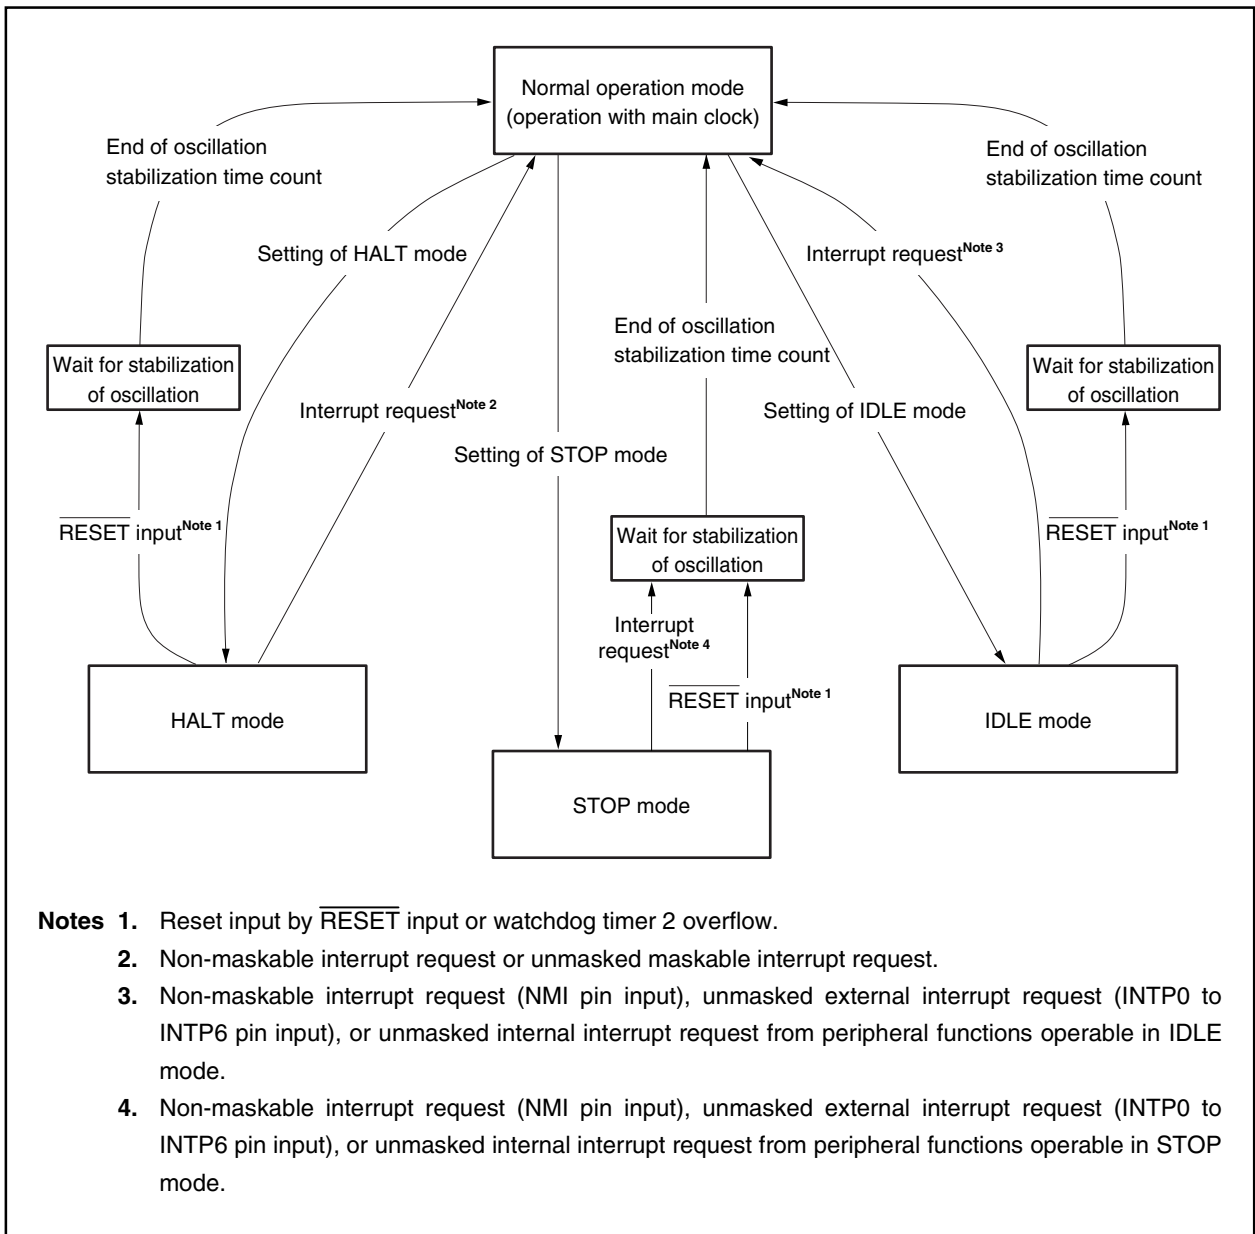 Normal operation mode
(operation with main clock)
End of oscillation
stabilization time count
End of oscillation
stabilization time count
Setting of HALT mode
Interrupt requestNote 3
End of oscillation
stabilization time count
Wait for stabilization
of oscillation
Wait for stabilization
of oscillation
Interrupt requestNote 2
Setting of IDLE mode
Setting of STOP mode
RESET inputNote 1
Wait for stabilization
of oscillation
RESET inputNote 1
Interrupt
requestNote 4
RESET inputNote 1
HALT mode
IDLE mode
STOP mode
Notes 1. Reset input by RESET input or watchdog timer 2 overflow.
2. Non-maskable interrupt request or unmasked maskable interrupt request.
3. Non-maskable interrupt request (NMI pin input), unmasked external interrupt request (INTP0 to
INTP6 pin input), or unmasked internal interrupt request from peripheral functions operable in IDLE
mode.
4. Non-maskable interrupt request (NMI pin input), unmasked external interrupt request (INTP0 to
INTP6 pin input), or unmasked internal interrupt request from peripheral functions operable in STOP
mode.